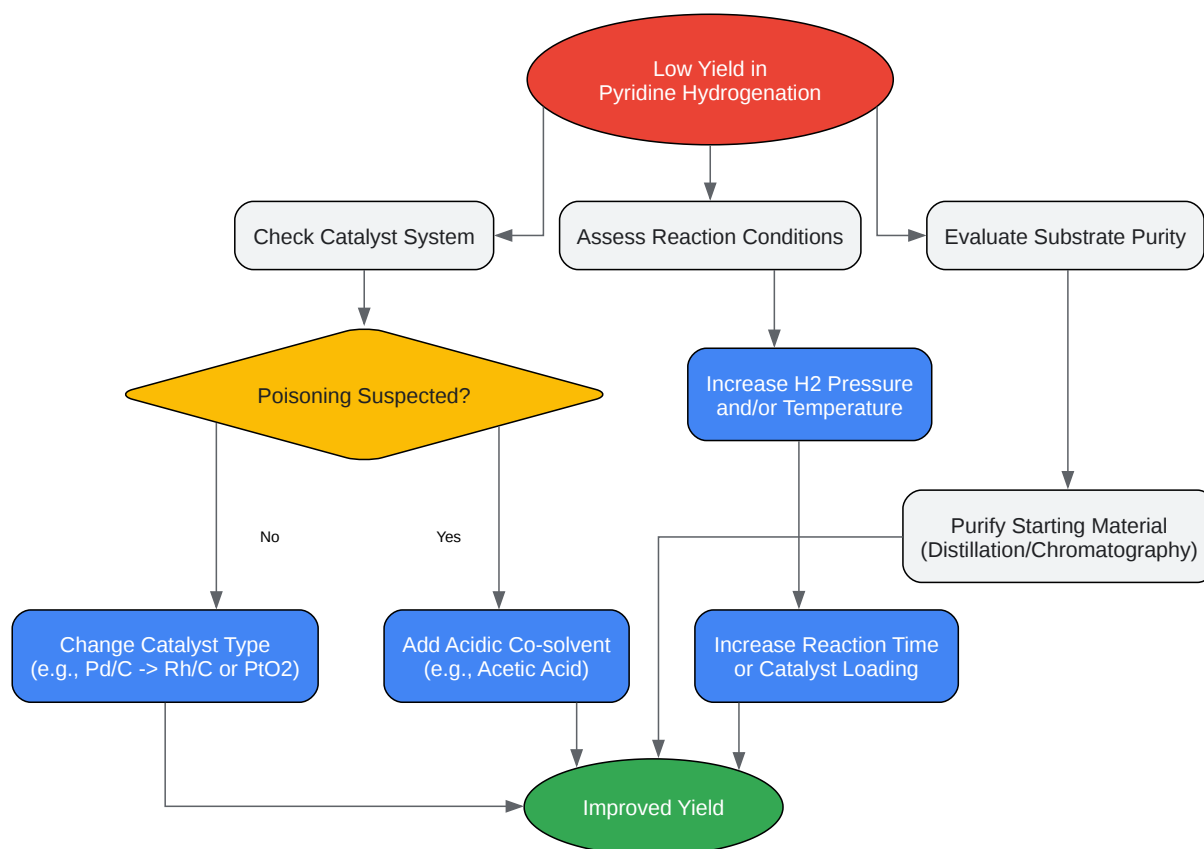 Low Yield in
Pyridine Hydrogenation
Check Catalyst System
Assess Reaction Conditions
Evaluate Substrate Purity
Poisoning Suspected?
Increase H2 Pressure
and/or Temperature
No
Yes
Purify Starting Material
(Distillation/Chromatography)
Change Catalyst Type
(e.g., Pd/C -> Rh/C or PtO2)
Add Acidic Co-solvent
(e.g., Acetic Acid)
Increase Reaction Time
or Catalyst Loading
Improved Yield